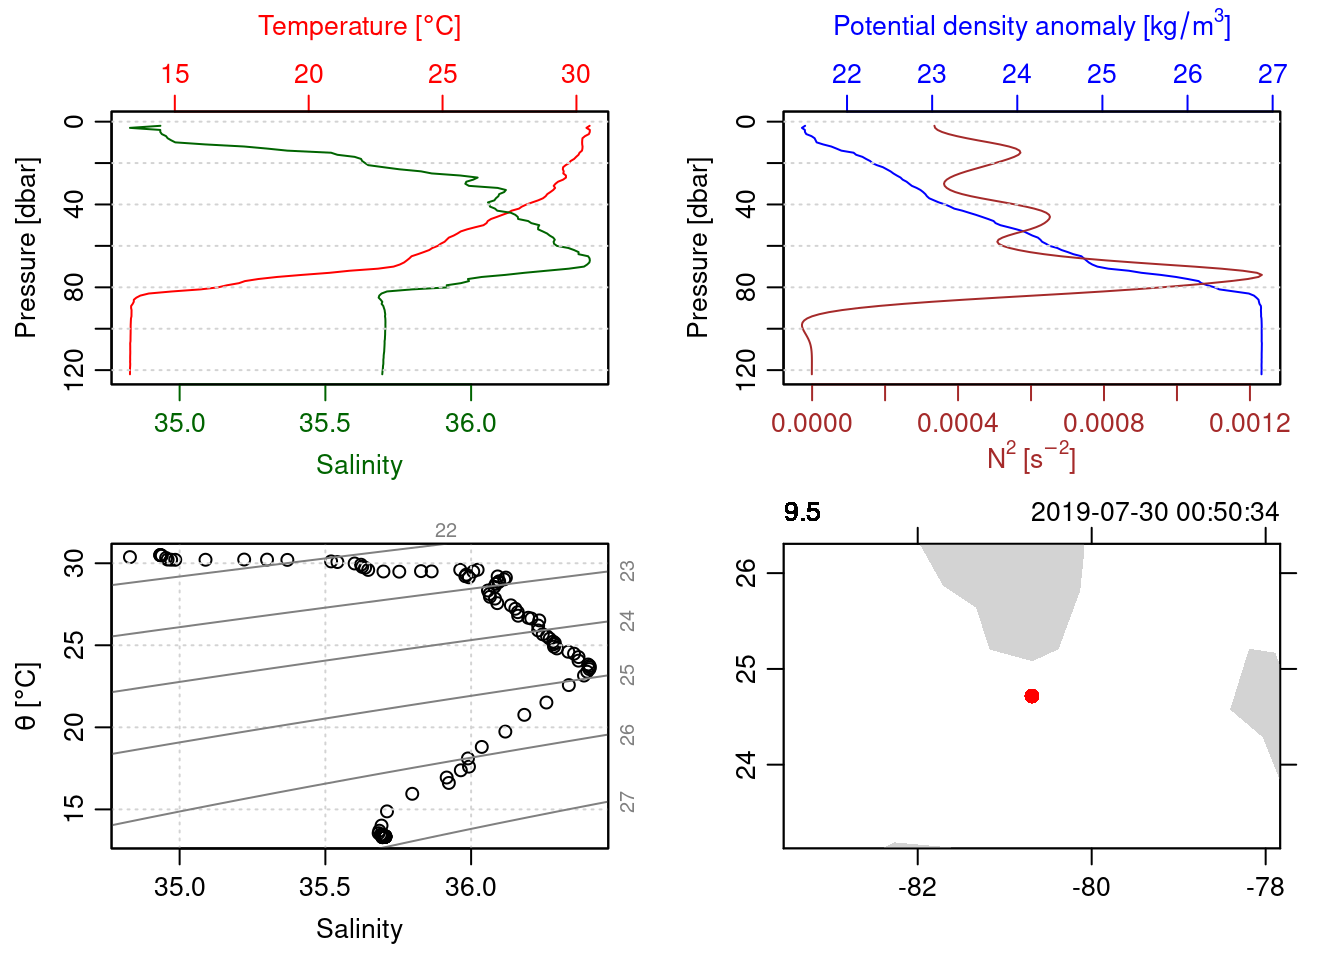 Temperature [°C]
15 20 25 30
0
40
80
120
Pressure [dbar]
35.0 35.5 36.0
Salinity
Potential density anomaly [kg/m³]
22 23 24 25 26 27
0
40
80
120
Pressure [dbar]
0.0000 0.0004 0.0008 0.0012
N² [s⁻²]
22
23
24
25
26
27
30
25
20
15
θ [°C]
35.0 35.5 36.0
Salinity
9.5 2019-07-30 00:50:34
26
25
24
-82 -80 -78